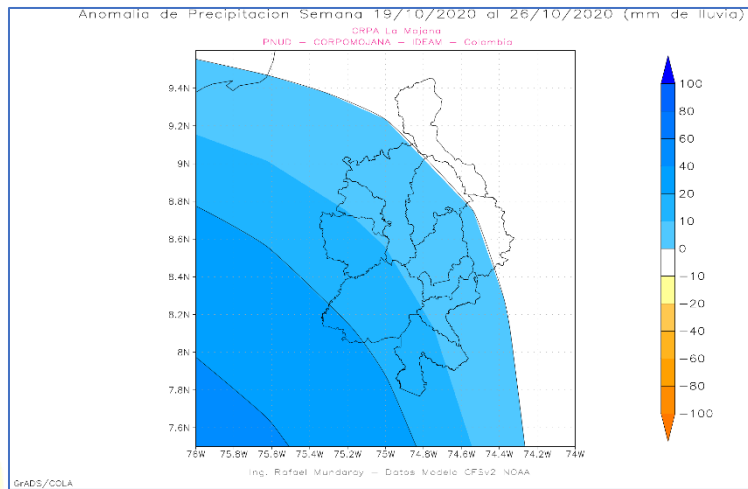 Anomalia de Precipitacion Semana 19/10/2020 al 26/10/2020 (mm de lluvia)
CRPA La Mojana
PNUD - CORPOMOJANA - IDEAM - Colombia
9.4N
9.2N
9N
8.8N
8.6N
8.4N
8.2N
8N
7.8N
7.6N
76W 75.8W 75.6W 75.4W 75.2W 75W 74.8W 74.6W 74.4W 74.2W 74W
100
80
60
40
20
10
0
-10
-20
-40
-60
-80
-100
Ing. Rafael Mundaray - Datos Modelo CFSv2 NOAA
GrADS/COLA